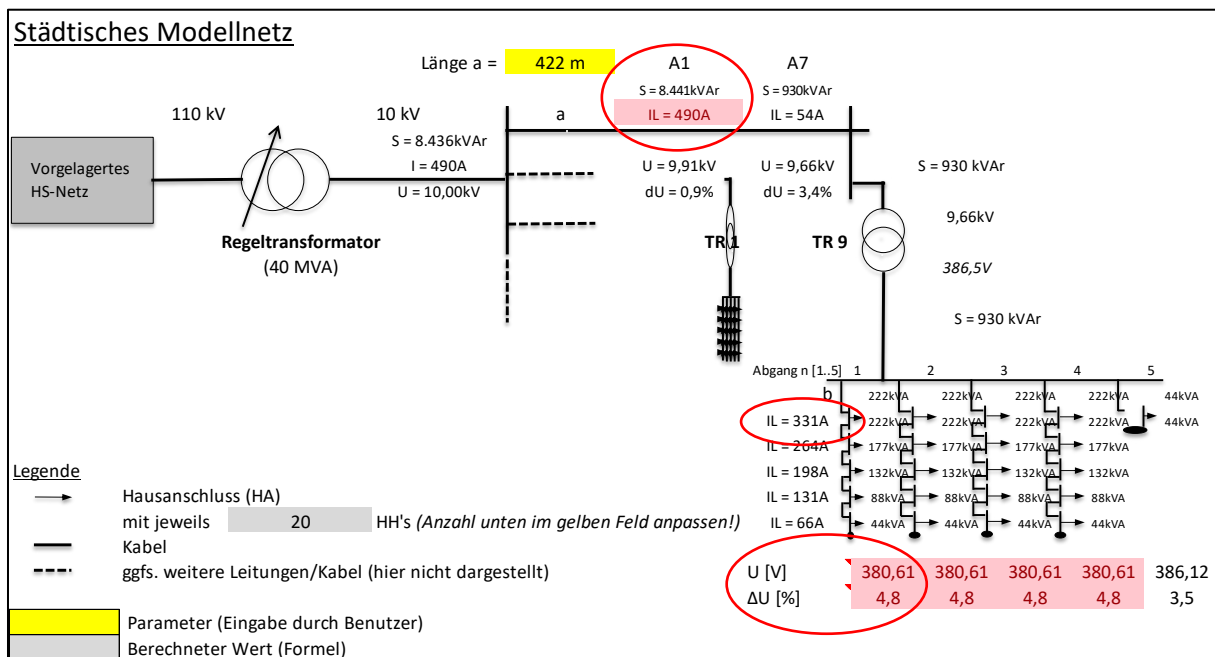 Städtisches Modellnetz
Länge a = 422 m A1 A7
S = 8.441kVAr S = 930kVAr
110 kV 10 kV a IL = 490A IL = 54A
S = 8.436kVAr
Vorgelagertes HS-Netz
I = 490A U = 9,91kV U = 9,66kV S = 930 kVAr
U = 10,00kV dU = 0,9% dU = 3,4%
9,66kV
Regeltransformator TR 1 TR 9
(40 MVA) 386,5V
S = 930 kVAr
Abgang n [1..5] 1 2 3 4 5
b 222kVA 222kVA 222kVA 222kVA 44kVA
IL = 331A 222kVA 222kVA 222kVA 222kVA 44kVA
IL = 264A 177kVA 177kVA 177kVA 177kVA
IL = 198A 132kVA 132kVA 132kVA 132kVA
IL = 131A 88kVA 88kVA 88kVA 88kVA
IL = 66A 44kVA 44kVA 44kVA 44kVA
Legende
Hausanschluss (HA)
mit jeweils 20 HH's (Anzahl unten im gelben Feld anpassen!)
Kabel
ggfs. weitere Leitungen/Kabel (hier nicht dargestellt)
U [V] 380,61 380,61 380,61 380,61 386,12
ΔU [%] 4,8 4,8 4,8 4,8 3,5
Parameter (Eingabe durch Benutzer)
Berechneter Wert (Formel)